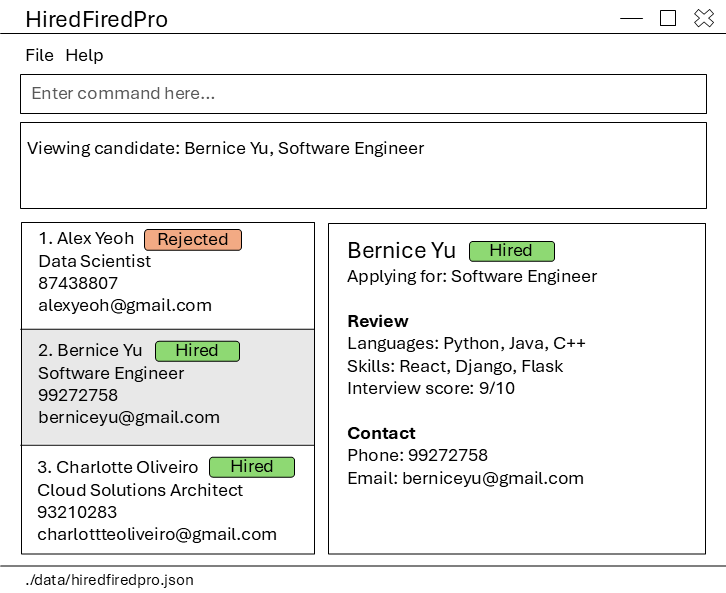 HiredFiredPro
File Help
Enter command here...
Viewing candidate: Bernice Yu, Software Engineer
1. Alex Yeoh Rejected
Data Scientist
87438807
alexyeoh@gmail.com
2. Bernice Yu Hired
Software Engineer
99272758
berniceyu@gmail.com
3. Charlotte Oliveiro Hired
Cloud Solutions Architect
93210283
charlottteoliveiro@gmail.com
Bernice Yu Hired
Applying for: Software Engineer
Review
Languages: Python, Java, C++
Skills: React, Django, Flask
Interview score: 9/10
Contact
Phone: 99272758
Email: berniceyu@gmail.com
./data/hiredfiredpro.json